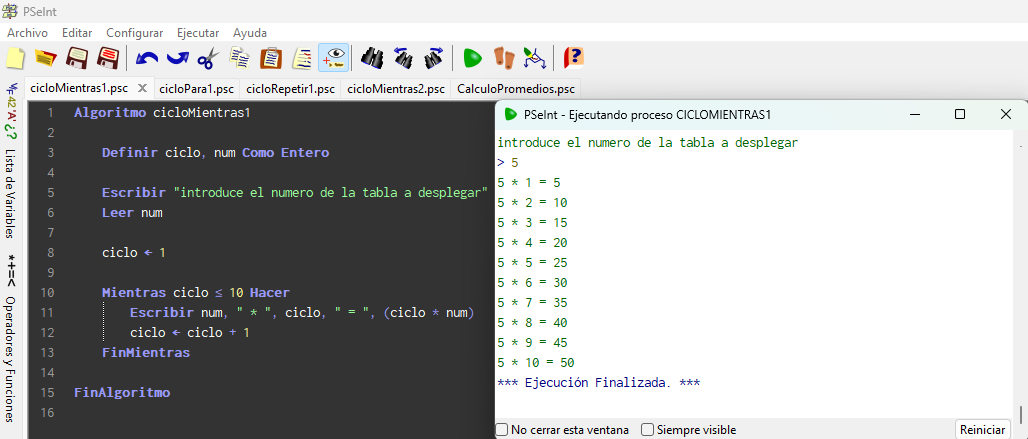 PSeInt
Archivo Editar Configurar Ejecutar Ayuda
cicloMientras1.psc X cicloPara1.psc cicloRepetir1.psc cicloMientras2.psc CalculoPromedios.psc
42 'A' ¿? Lista de Variables
*+=< Operadores y Funciones
1 Algoritmo cicloMientras1
2
3 Definir ciclo, num Como Entero
4
5 Escribir "introduce el numero de la tabla a desplegar"
6 Leer num
7
8 ciclo ← 1
9
10 Mientras ciclo ≤ 10 Hacer
11 Escribir num, " * ", ciclo, " = ", (ciclo * num)
12 ciclo ← ciclo + 1
13 FinMientras
14
15 FinAlgoritmo
16
PSeInt - Ejecutando proceso CICLOMIENTRAS1
introduce el numero de la tabla a desplegar
> 5
5 * 1 = 5
5 * 2 = 10
5 * 3 = 15
5 * 4 = 20
5 * 5 = 25
5 * 6 = 30
5 * 7 = 35
5 * 8 = 40
5 * 9 = 45
5 * 10 = 50
*** Ejecución Finalizada. ***
No cerrar esta ventana Siempre visible Reiniciar